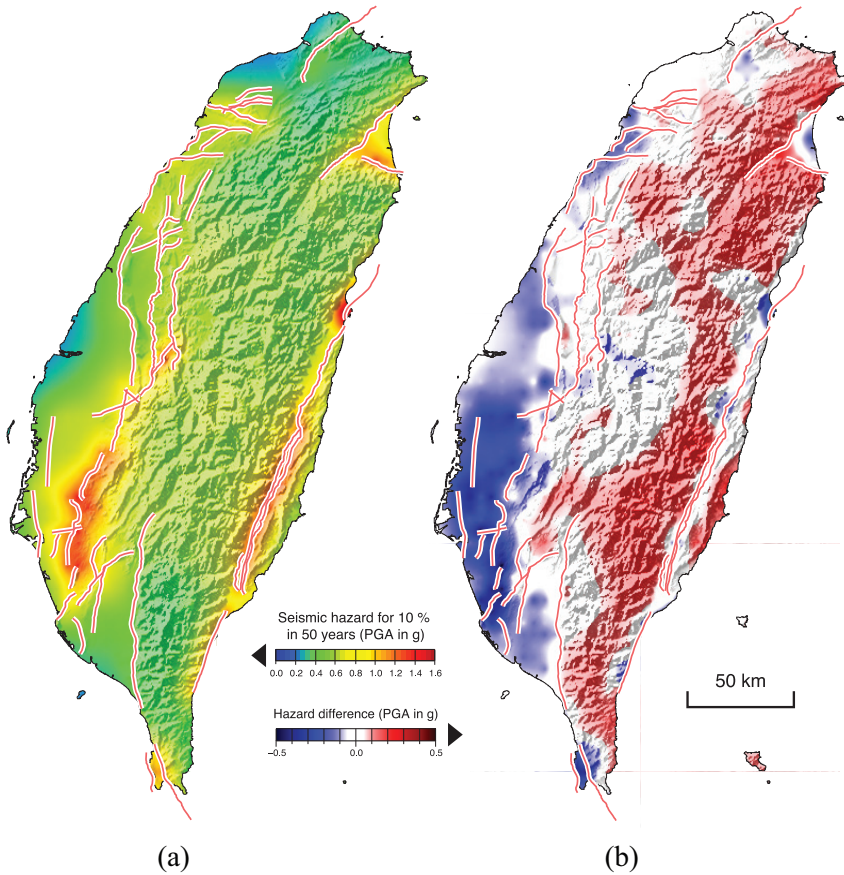 Seismic hazard for 10 %
in 50 years (PGA in g)
0.0 0.2 0.4 0.6 0.8 1.0 1.2 1.4 1.6
Hazard difference (PGA in g)
−0.5 0.0 0.5
50 km
(a) (b)